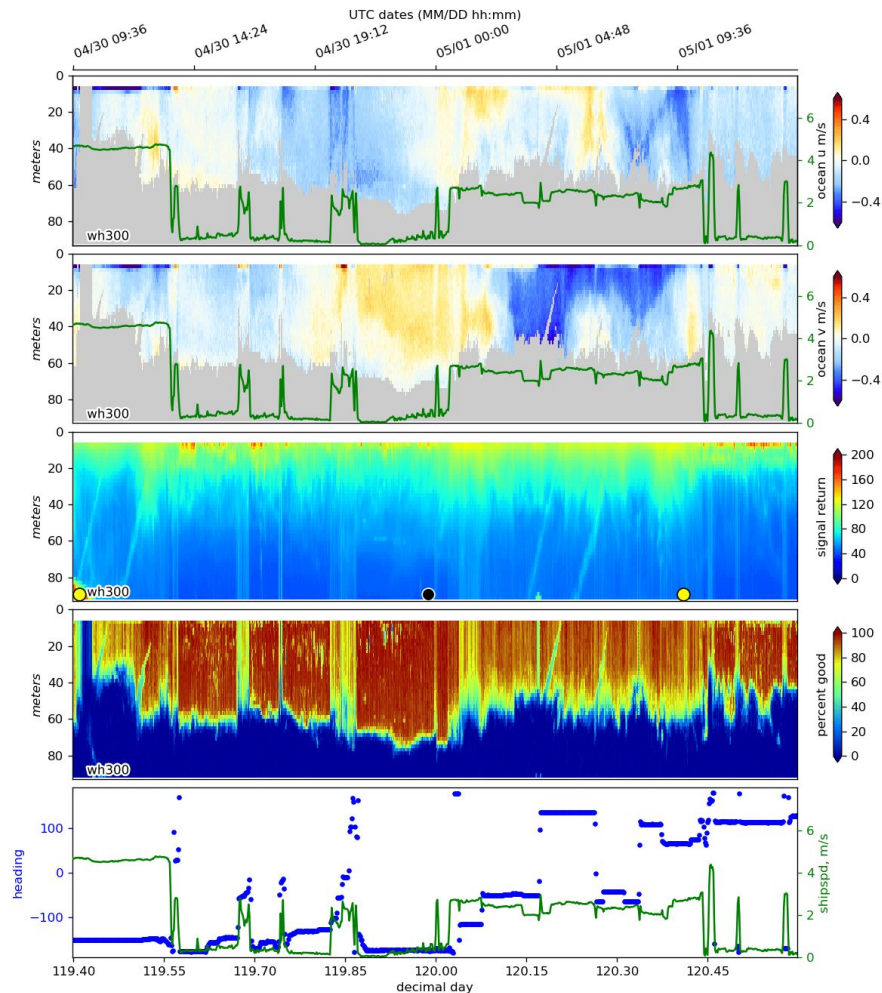 UTC dates (MM/DD hh:mm)
04/30 09:36 04/30 14:24 04/30 19:12 05/01 00:00 05/01 04:48 05/01 09:36
0
20
40
60
80
meters
wh300
6
4
2
0
ocean u m/s
0.4
0.0
−0.4
0
20
40
60
80
meters
wh300
6
4
2
0
ocean v m/s
0.4
0.0
−0.4
0
20
40
60
80
meters
wh300
signal return
200
160
120
80
40
0
0
20
40
60
80
meters
wh300
percent good
100
80
60
40
20
0
100
0
−100
heading
6
4
2
0
shipspd, m/s
119.40 119.55 119.70 119.85 120.00 120.15 120.30 120.45
decimal day